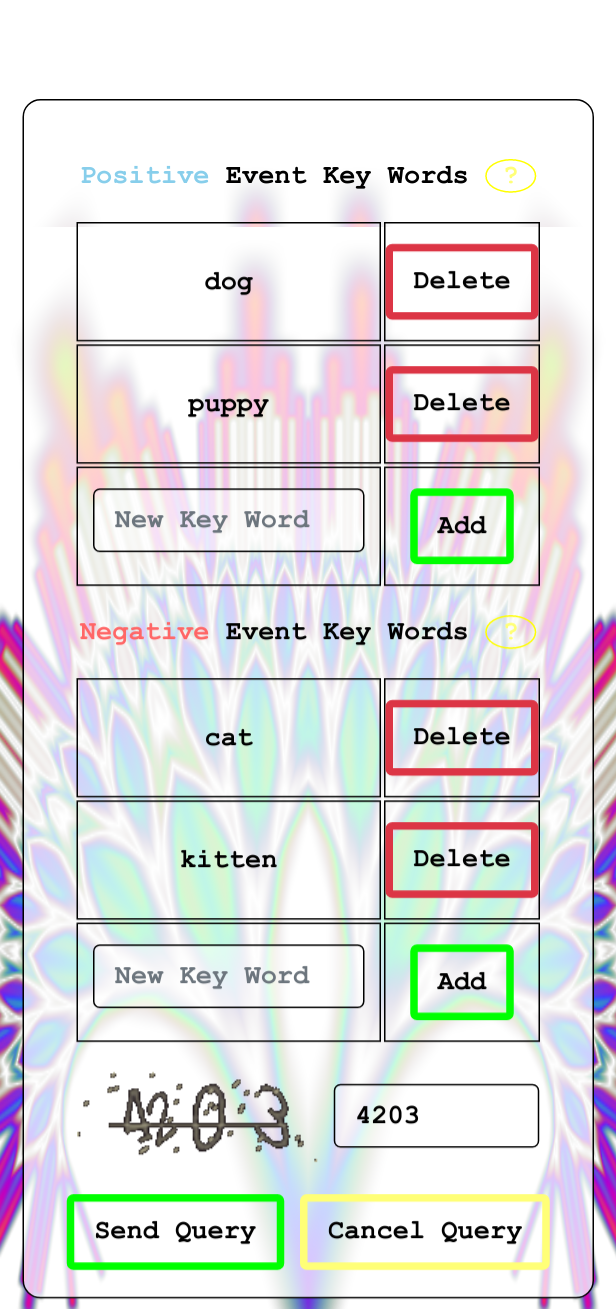 Positive Event Key Words ?
dog Delete
puppy Delete
New Key Word Add
Negative Event Key Words ?
cat Delete
kitten Delete
New Key Word Add
4203 4203
Send Query Cancel Query